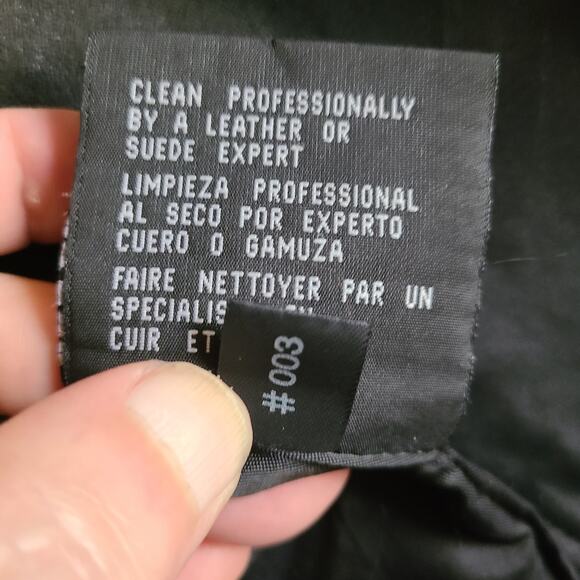 CLEAN PROFESSIONALLY
BY A LEATHER OR
SUEDE EXPERT
LIMPIEZA PROFESSIONAL
AL SECO POR EXPERTO
CUERO O GAMUZA
FAIRE NETTOYER PAR UN
CUIR ET
#003